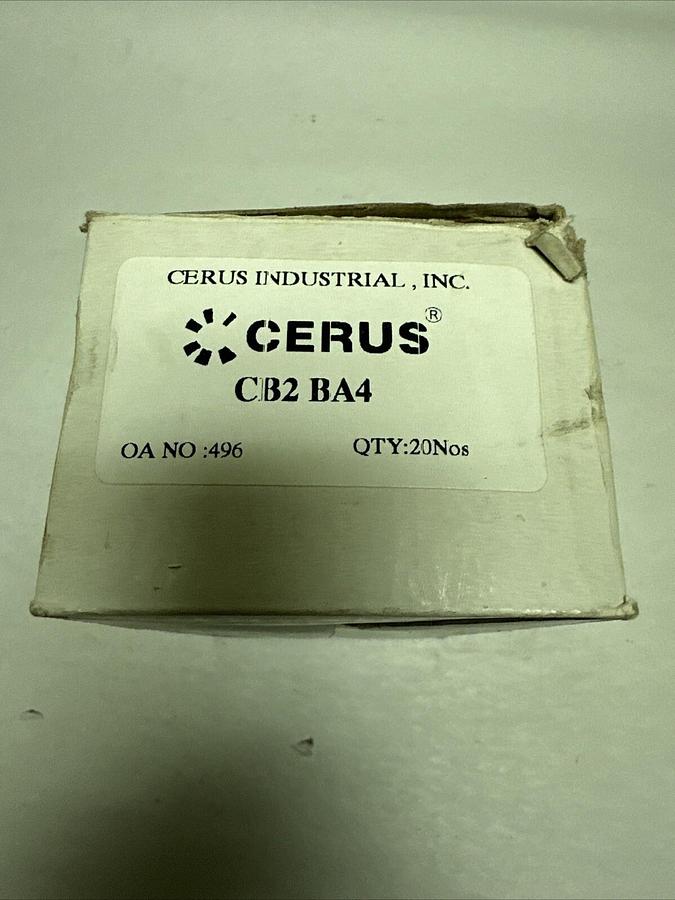 CERUS INDUSTRIAL , INC.
CERUS®
CB2 BA4
OA NO :496 QTY:20Nos